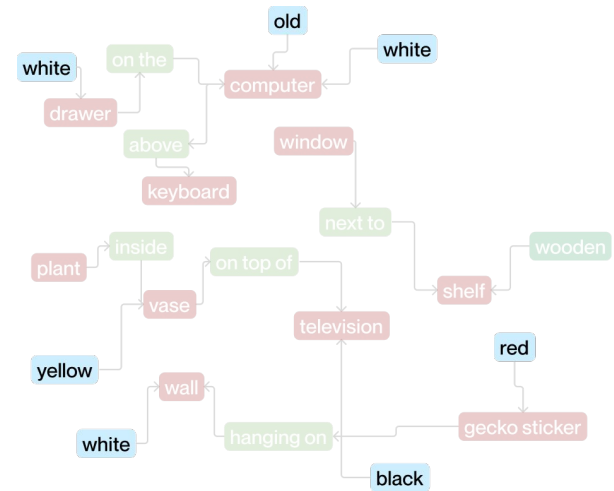 old
white
on the
white
computer
drawer
above
window
keyboard
next to
inside
wooden
on top of
plant
shelf
vase
television
red
yellow
wall
gecko sticker
hanging on
white
black